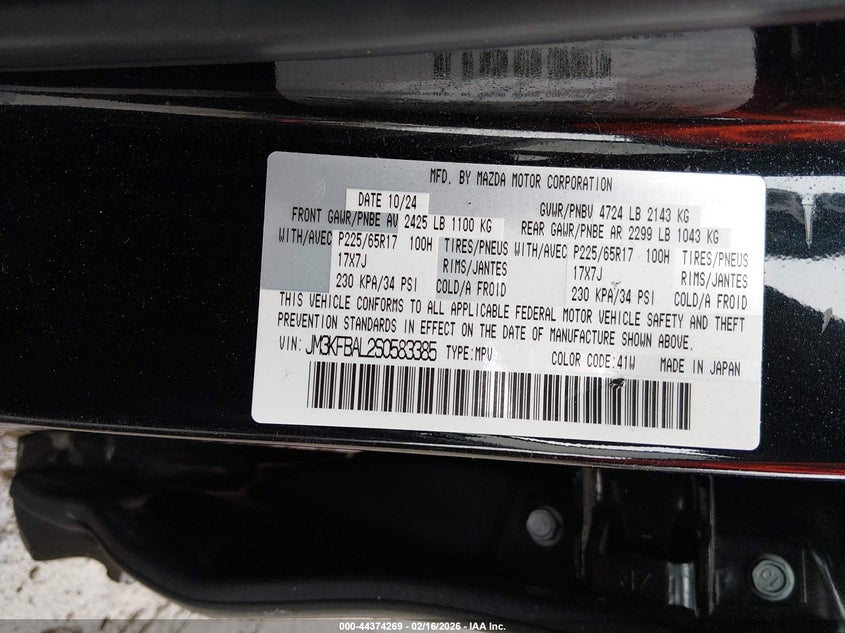 MFD. BY MAZDA MOTOR CORPORATION
DATE 10/24 GVWR/PNBV 4724 LB 2143 KG
FRONT GAWR/PNBE AV 2425 LB 1100 KG REAR GAWR/PNBE AR 2299 LB 1043 KG
WITH/AVEC P225/65R17 100H TIRES/PNEUS WITH/AVEC P225/65R17 100H TIRES/PNEUS
17X7J RIMS/JANTES 17X7J RIMS/JANTES
230 KPA/34 PSI COLD/A FROID 230 KPA/34 PSI COLD/A FROID
THIS VEHICLE CONFORMS TO ALL APPLICABLE FEDERAL MOTOR VEHICLE SAFETY AND THEFT
PREVENTION STANDARDS IN EFFECT ON THE DATE OF MANUFACTURE SHOWN ABOVE.
VIN: JM3KFBAL2S0583385 TYPE:MPV COLOR CODE:41W MADE IN JAPAN
000-44374269 - 02/16/2026 - IAA Inc.